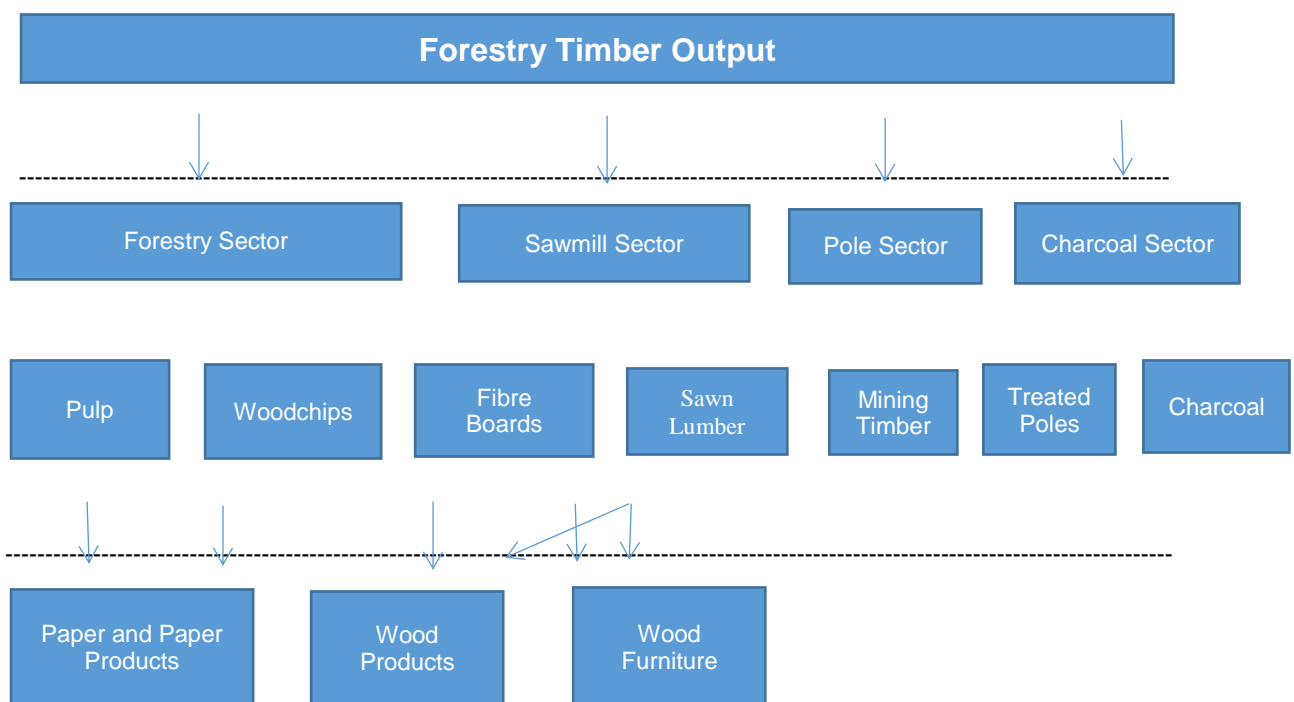 Forestry Timber Output
Forestry Sector
Sawmill Sector
Pole Sector
Charcoal Sector
Pulp
Woodchips
Fibre
Boards
Sawn
Lumber
Mining
Timber
Treated
Poles
Charcoal
Paper and Paper
Products
Wood
Products
Wood
Furniture